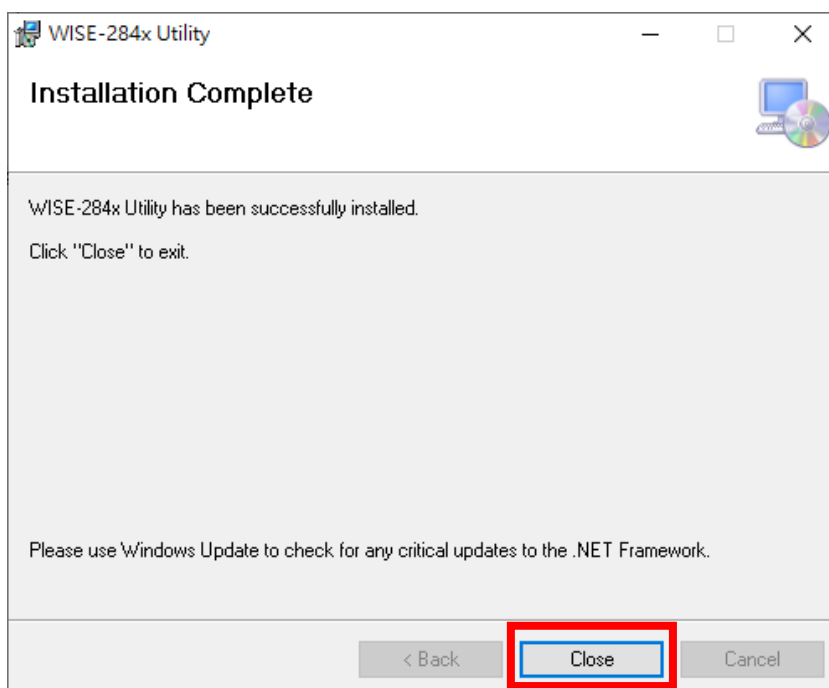 WISE-284x Utility
Installation Complete
WISE-284x Utility has been successfully installed.
Click "Close" to exit.
Please use Windows Update to check for any critical updates to the .NET Framework.
< Back
Close
Cancel